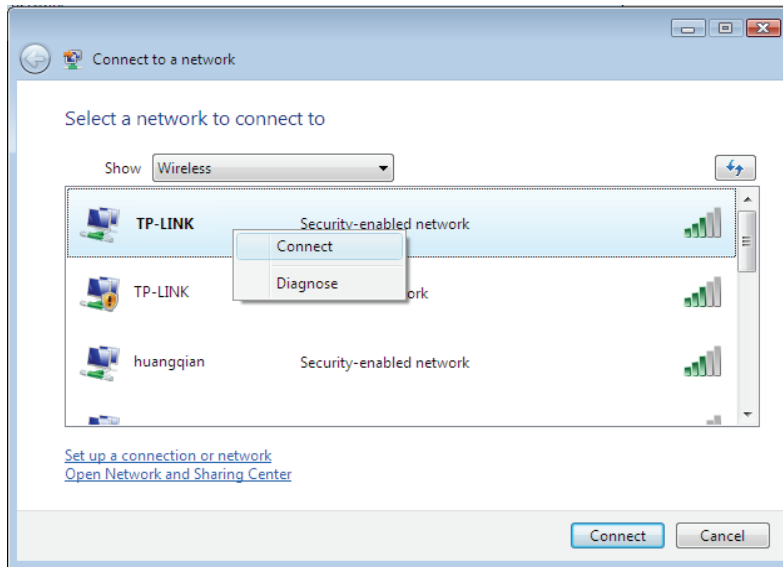 Connect to a network
Select a network to connect to
Show Wireless
TP-LINK Security-enabled network
Connect
Diagnose
TP-LINK ork
huangqian Security-enabled network
Set up a connection or network
Open Network and Sharing Center
Connect Cancel